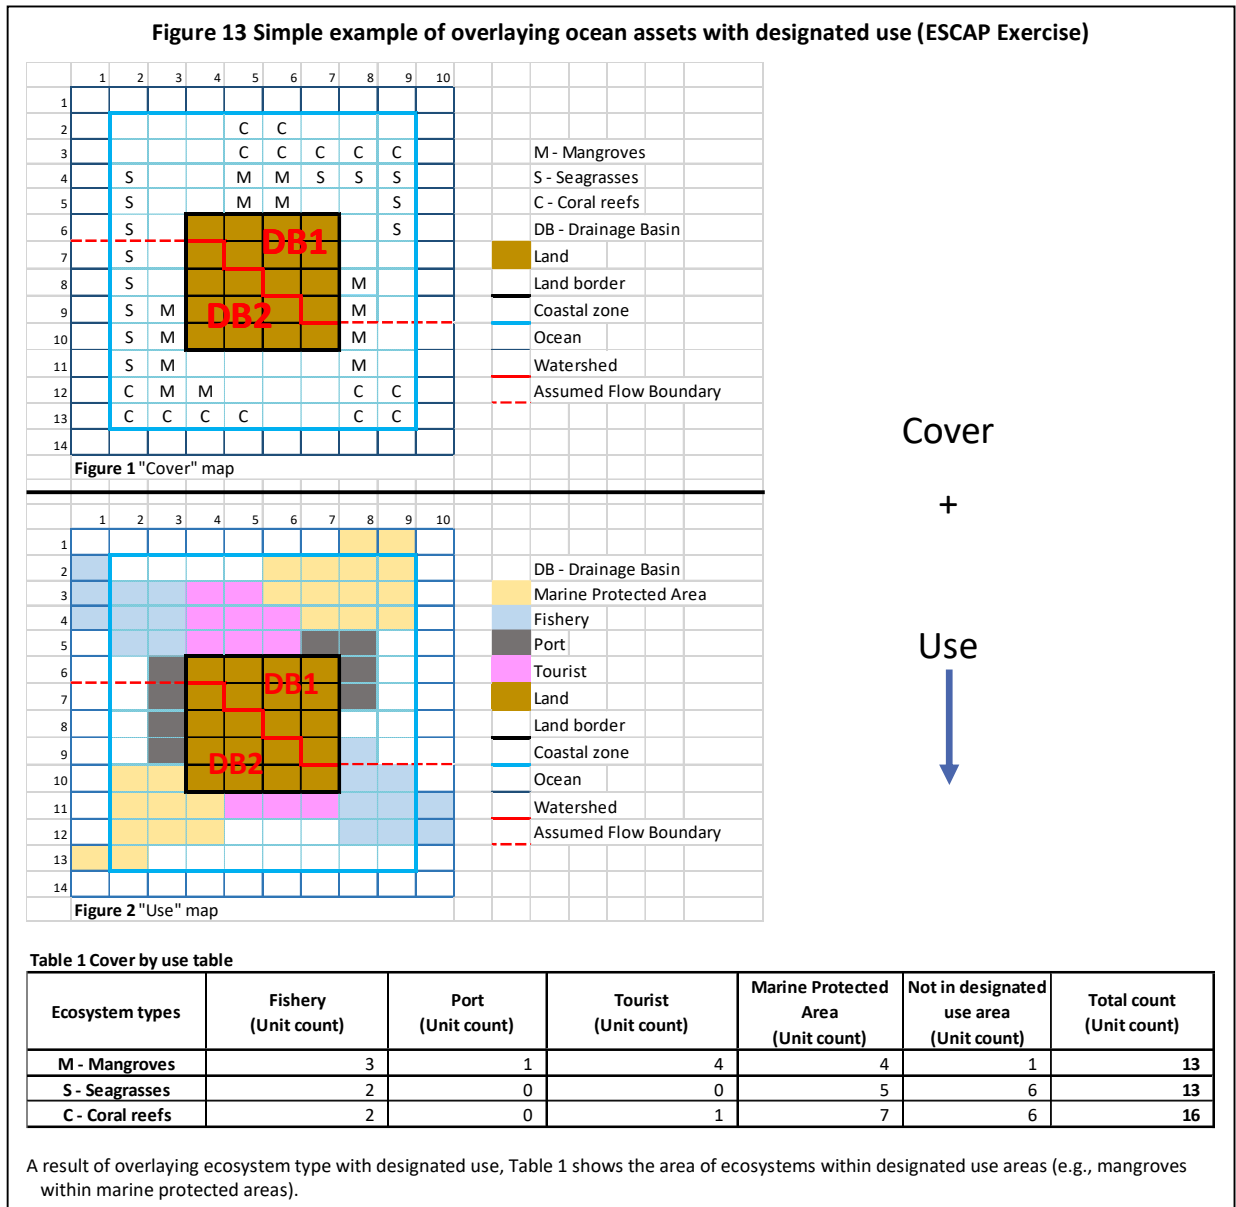 Figure 13 Simple example of overlaying ocean assets with designated use (ESCAP Exercise)
1 2 3 4 5 6 7 8 9 10
1
2 C C
3 C C C C C M - Mangroves
4 S M M S S S S - Seagrasses
5 S M M S C - Coral reefs
6 S DB1 S DB - Drainage Basin
7 S Land
8 S M Land border
9 S M DB2 M Coastal zone
10 S M M Ocean
11 S M M Watershed
12 C M M C C Assumed Flow Boundary
13 C C C C C C
14
Figure 1 "Cover" map
Cover
+
Use
1 2 3 4 5 6 7 8 9 10
1
2 DB - Drainage Basin
3 Marine Protected Area
4 Fishery
5 Port
6 Tourist
7 DB1 Land
8 Land border
9 DB2 Coastal zone
10 Ocean
11 Watershed
12 Assumed Flow Boundary
13
14
Figure 2 "Use" map
Table 1 Cover by use table
Ecosystem types Fishery (Unit count) Port (Unit count) Tourist (Unit count) Marine Protected Area (Unit count) Not in designated use area (Unit count) Total count (Unit count)
M - Mangroves 3 1 4 4 1 13
S - Seagrasses 2 0 0 5 6 13
C - Coral reefs 2 0 1 7 6 16
A result of overlaying ecosystem type with designated use, Table 1 shows the area of ecosystems within designated use areas (e.g., mangroves
within marine protected areas).